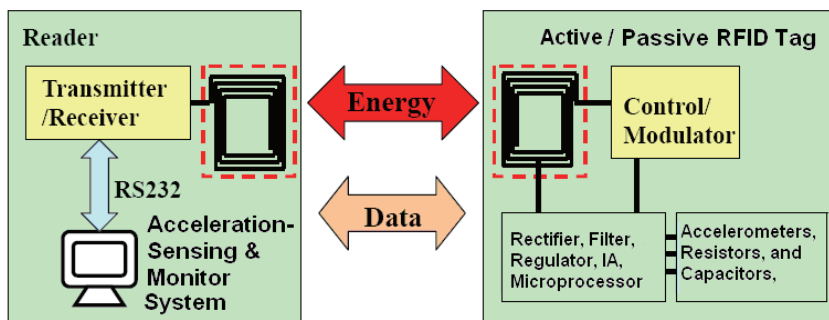 Reader
Transmitter
/Receiver
RS232
Acceleration-
Sensing &
Monitor
System
Energy
Data
Active / Passive RFID Tag
Control/
Modulator
Rectifier, Filter,
Regulator, IA,
Microprocessor
Accelerometers,
Resistors, and
Capacitors,